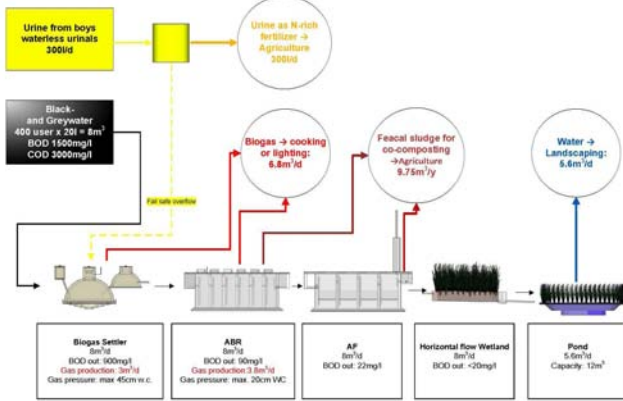 Urine from boys
waterless urinals
300l/d
Urine as N-rich
fertilizer →
Agriculture
300l/d
Black-
and Greywater
400 user x 20l = 8m³
BOD 1500mg/l
COD 3000mg/l
Biogas → cooking
or lighting:
6.8m³/d
Feacal sludge for
co-composting
→Agriculture
9.75m³/y
Water →
Landscaping:
5.6m³/d
Fail safe overflow
Biogas Settler
8m³/d
BOD out: 900mg/l
Gas production: 3m³/d
Gas pressure: max 45cm w.c.
ABR
8m³/d
BOD out: 90mg/l
Gas production:3.8m³/d
Gas pressure: max. 20cm WC
AF
8m³/d
BOD out: 22mg/l
Horizontal flow Wetland
8m³/d
BOD out: <20mg/l
Pond
5.6m³/d
Capacity: 12m³